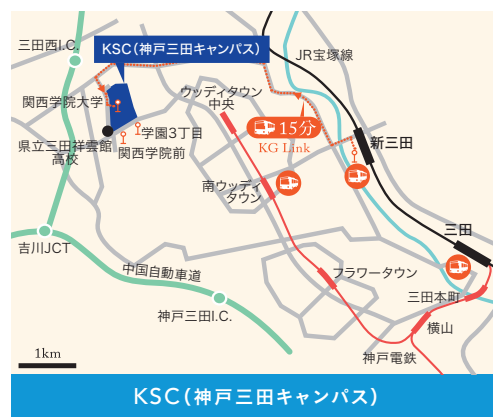 三田西I.C.
KSC(神戸三田キャンパス)
JR宝塚線
関西学院大学
ウッディタウン
中央
15分
KG Link
学園3丁目
新三田
県立三田祥雲館
高校
関西学院前
南ウッディ
タウン
三田
吉川JCT
中国自動車道
フラワータウン
三田本町
神戸三田I.C.
横山
神戸電鉄
1km
KSC(神戸三田キャンパス)